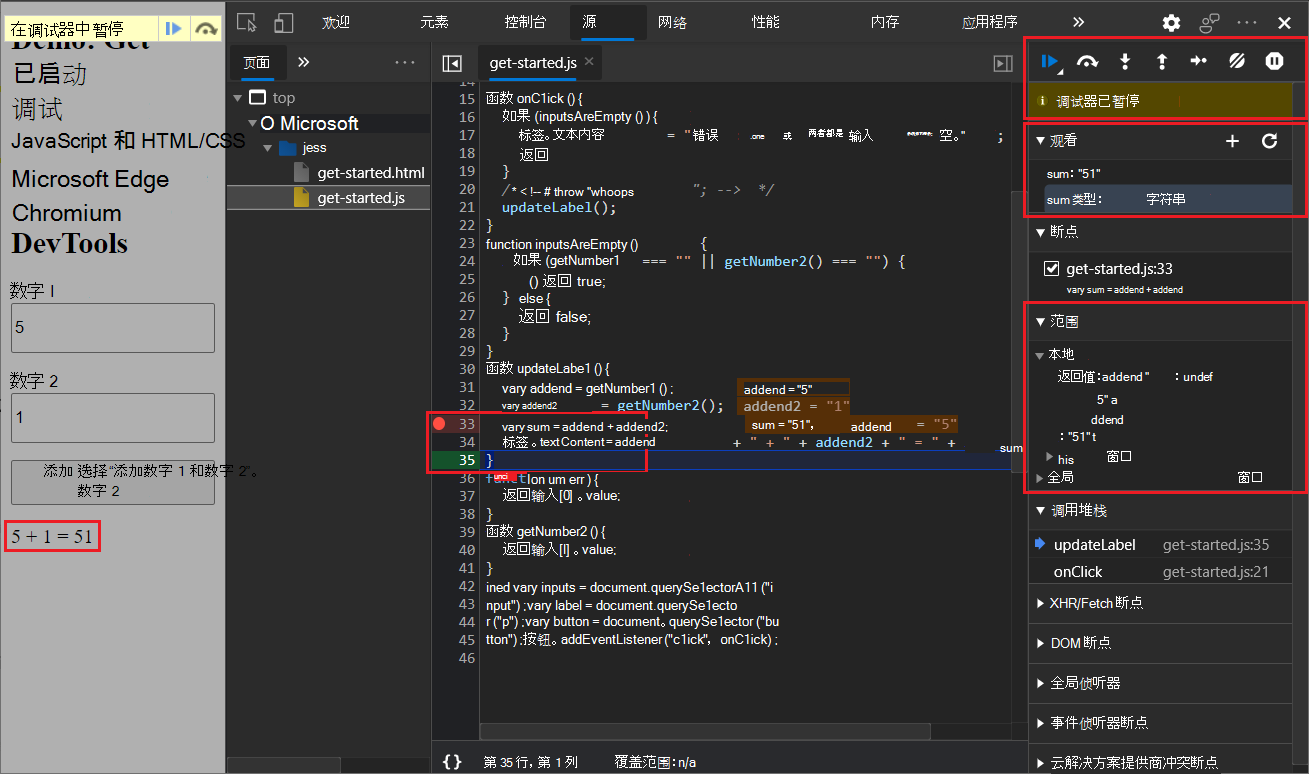 在调试器中暂停
Demo: Get
已启动
调试
JavaScript 和 HTML/CSS
Microsoft Edge
Chromium
DevTools
数字 l
5
数字 2
1
添加 选择“添加数字 1 和数字 2”。
数字 2
5 + 1 = 51
欢迎 元素 控制台 源 网络 性能 内存 应用程序 »
页面 » ···
top
Microsoft
jess
get-started.html
get-started.js
get-started.js ×
14
15 函数 onC1ick () {
16 如果 (inputsAreEmpty () ) {
17 标签。文本内容 = "错误 : .one 或 两者都是 输入 空。" ;
18 返回
19 }
20 /* < !-- # throw "whoops "; --> */
21 updateLabel();
22 }
23 function inputsAreEmpty () {
24 如果 (getNumber1 === "" || getNumber2() === "") {
25 () 返回 true;
26 } else {
27 返回 false;
28 }
29 }
30 函数 updateLabe1 () {
31 vary addend = getNumber1 () ; addend = "5"
32 vary addend2 = getNumber2(); addend2 = "1"
33 vary sum = addend + addend2; sum = "51", addend = "5"
34 标签 。textContent = addend + " + " + addend2 + " = " + sum
35 }
36 funct unci Ion um err ) {
37 返回输入[0] 。value;
38 }
39 函数 getNumber2 () {
40 返回输入[l] 。value;
41 }
42 ined vary inputs = document.querySe1ectorA11 ("i
43 nput") ;vary label = document.querySe1ecto
44 r ("p") ;vary button = document。querySe1ector ("bu
45 tton") ;按钮。addEventListener ("c1ick", onC1ick) ;
46
{} 第 35 行, 第 1 列 覆盖范围: n/a
调试器已暂停
观看
sum: "51"
sum 类型: 字符串
断点
get-started.js:33
vary sum = addend + addend
范围
本地
返回值: addend " : undef
5" a
ddend
: "51" t
his 窗口
全局 窗口
调用堆栈
updateLabel get-started.js:35
onClick get-started.js:21
XHR/Fetch 断点
DOM 断点
全局侦听器
事件侦听器断点
云解决方案提供商冲突断点